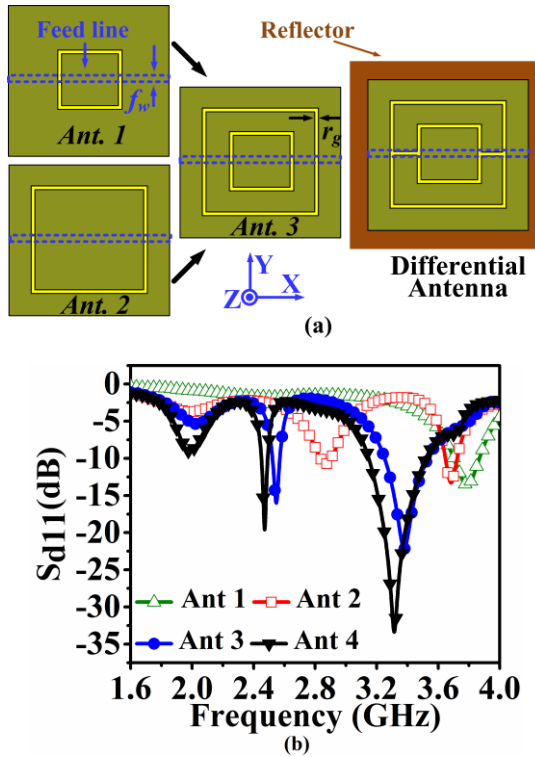 Feed line
Reflector
f_w
Ant. 1
r_g
Ant. 3
Ant. 2
Y
Z X
Differential
Antenna
(a)
0
-5
-10
-15
-20
-25
-30
-35
Sd11(dB)
Ant 1 Ant 2
Ant 3 Ant 4
1.6 2.0 2.4 2.8 3.2 3.6 4.0
Frequency (GHz)
(b)